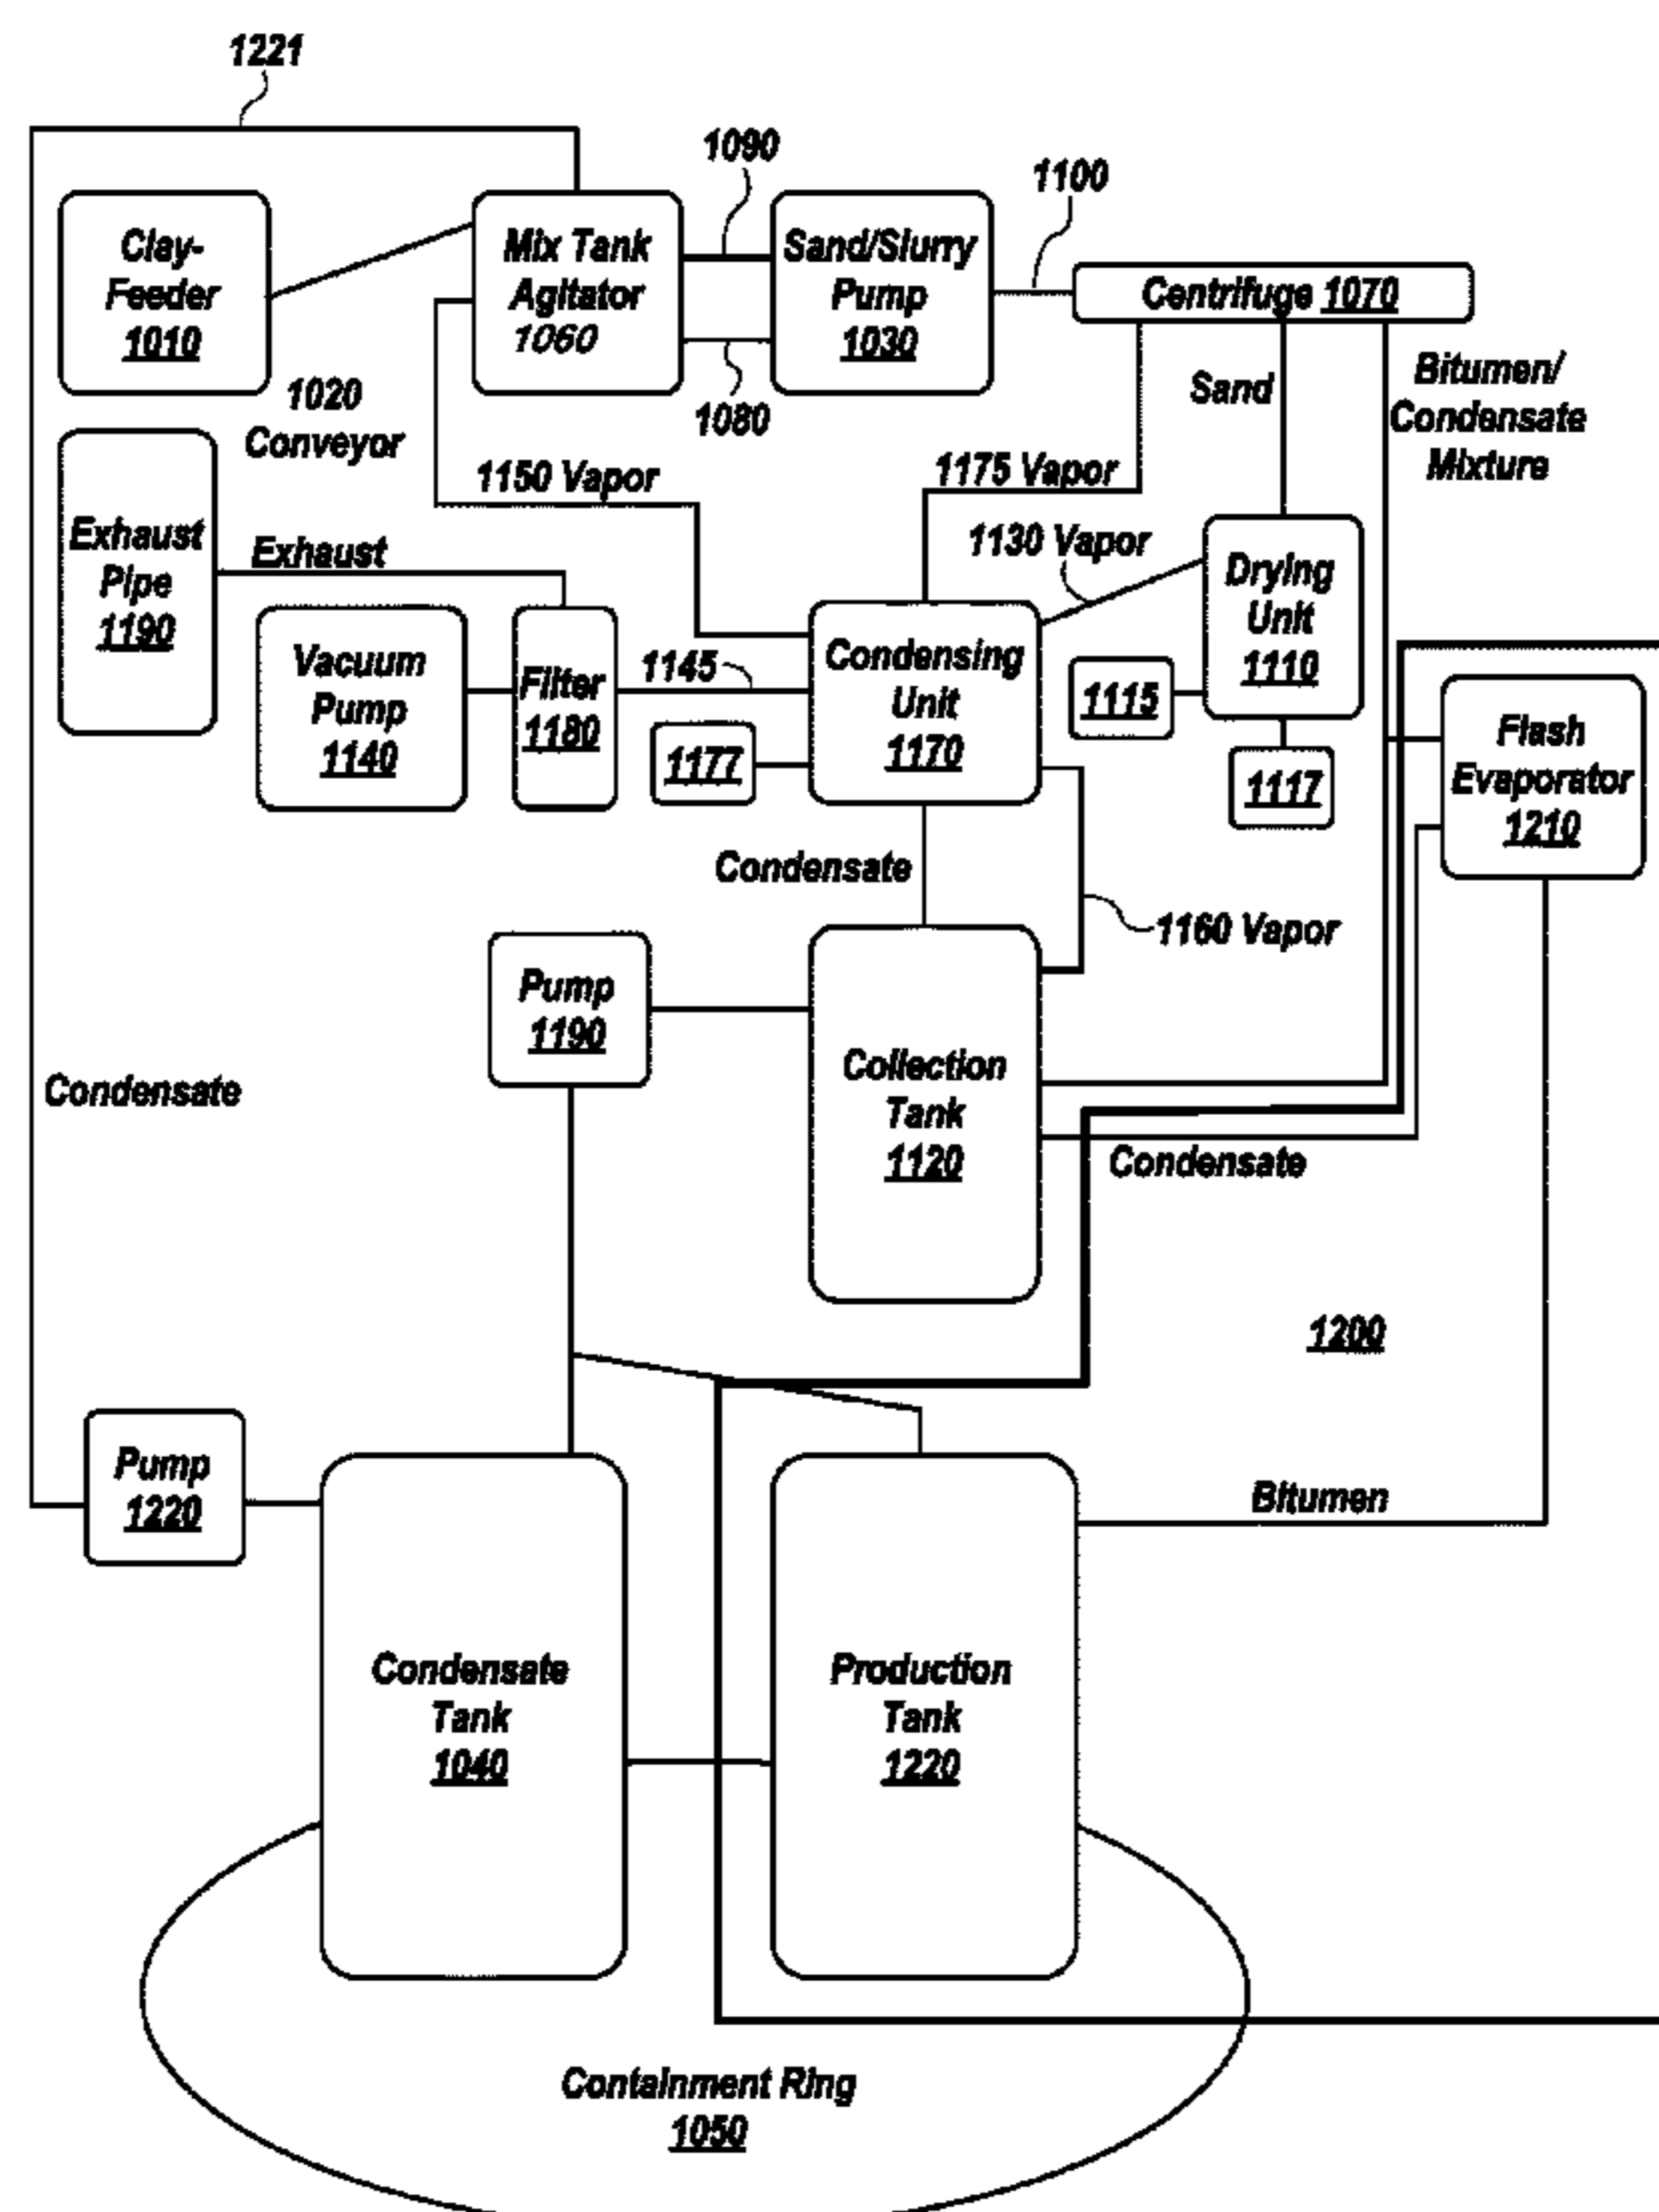 1221
1090
1100
Clay-
Feeder
1010
Mix Tank
Agitator
1060
Sand/Slurry
Pump
1030
Centrifuge 1070
1020
Conveyor
1080
Sand
Bitumen/
Condensate
Mixture
1150 Vapor
1175 Vapor
Exhaust
Pipe
1190
Exhaust
1130 Vapor
Drying
Unit
1110
Vacuum
Pump
1140
Filter
1180
1145
1177
Condensing
Unit
1170
1115
1117
Flash
Evaporator
1210
Condensate
1160 Vapor
Pump
1190
Collection
Tank
1120
Condensate
Condensate
1200
Pump
1220
Bitumen
Condensate
Tank
1040
Production
Tank
1220
Containment Ring
1050